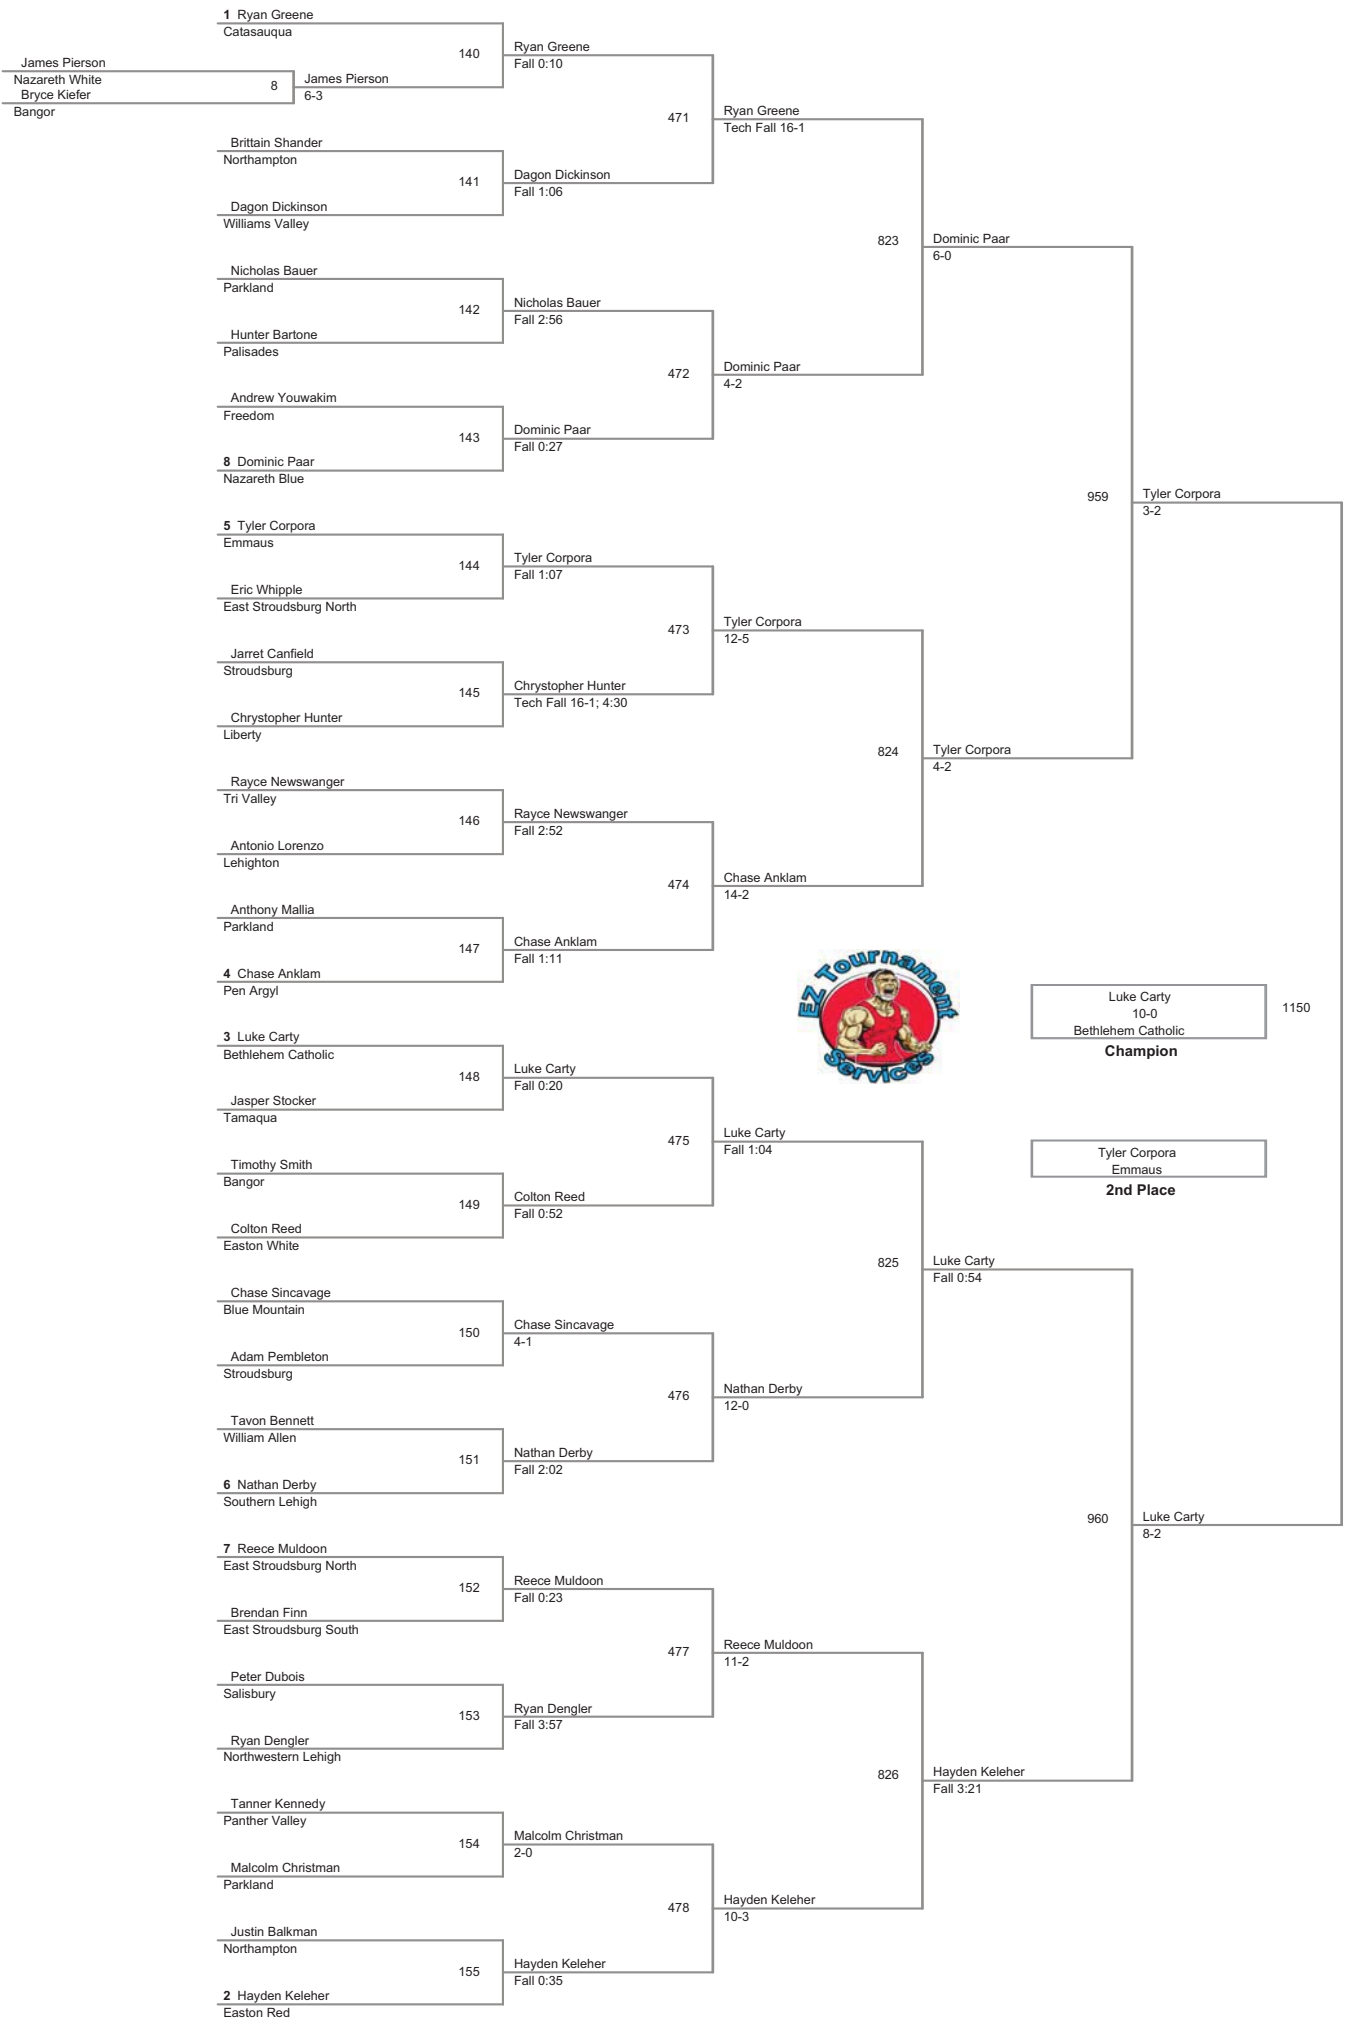 1 Ryan Greene
Catasauqua
James Pierson
Nazareth White
Bryce Kiefer
Bangor
8
James Pierson
6-3
140
Ryan Greene
Fall 0:10
Brittain Shander
Northampton
Dagon Dickinson
Williams Valley
141
Dagon Dickinson
Fall 1:06
471
Ryan Greene
Tech Fall 16-1
Nicholas Bauer
Parkland
Hunter Bartone
Palisades
142
Nicholas Bauer
Fall 2:56
Andrew Youwakim
Freedom
8 Dominic Paar
Nazareth Blue
143
Dominic Paar
Fall 0:27
472
Dominic Paar
4-2
823
Dominic Paar
6-0
5 Tyler Corpora
Emmaus
Eric Whipple
East Stroudsburg North
144
Tyler Corpora
Fall 1:07
Jarret Canfield
Stroudsburg
Chrystopher Hunter
Liberty
145
Chrystopher Hunter
Tech Fall 16-1; 4:30
473
Tyler Corpora
12-5
Rayce Newswanger
Tri Valley
Antonio Lorenzo
Lehighton
146
Rayce Newswanger
Fall 2:52
Anthony Mallia
Parkland
4 Chase Anklam
Pen Argyl
147
Chase Anklam
Fall 1:11
474
Chase Anklam
14-2
824
Tyler Corpora
4-2
959
Tyler Corpora
3-2
EZ Tournament
Services
Luke Carty
10-0
Bethlehem Catholic
Champion
1150
Tyler Corpora
Emmaus
2nd Place
3 Luke Carty
Bethlehem Catholic
Jasper Stocker
Tamaqua
148
Luke Carty
Fall 0:20
Timothy Smith
Bangor
Colton Reed
Easton White
149
Colton Reed
Fall 0:52
475
Luke Carty
Fall 1:04
Chase Sincavage
Blue Mountain
Adam Pembleton
Stroudsburg
150
Chase Sincavage
4-1
Tavon Bennett
William Allen
6 Nathan Derby
Southern Lehigh
151
Nathan Derby
Fall 2:02
476
Nathan Derby
12-0
825
Luke Carty
Fall 0:54
7 Reece Muldoon
East Stroudsburg North
Brendan Finn
East Stroudsburg South
152
Reece Muldoon
Fall 0:23
Peter Dubois
Salisbury
Ryan Dengler
Northwestern Lehigh
153
Ryan Dengler
Fall 3:57
477
Reece Muldoon
11-2
Tanner Kennedy
Panther Valley
Malcolm Christman
Parkland
154
Malcolm Christman
2-0
Justin Balkman
Northampton
2 Hayden Keleher
Easton Red
155
Hayden Keleher
Fall 0:35
478
Hayden Keleher
10-3
826
Hayden Keleher
Fall 3:21
960
Luke Carty
8-2